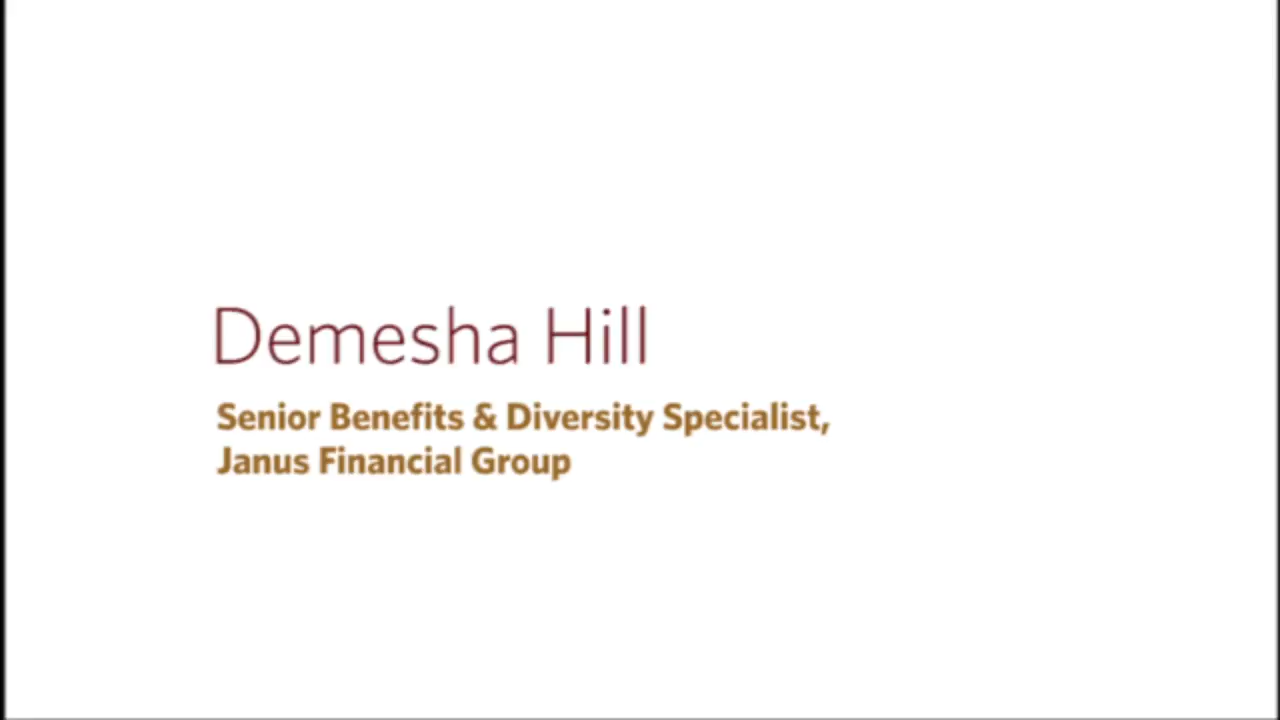 Demesha Hill
Senior Benefits & Diversity Specialist,
Janus Financial Group